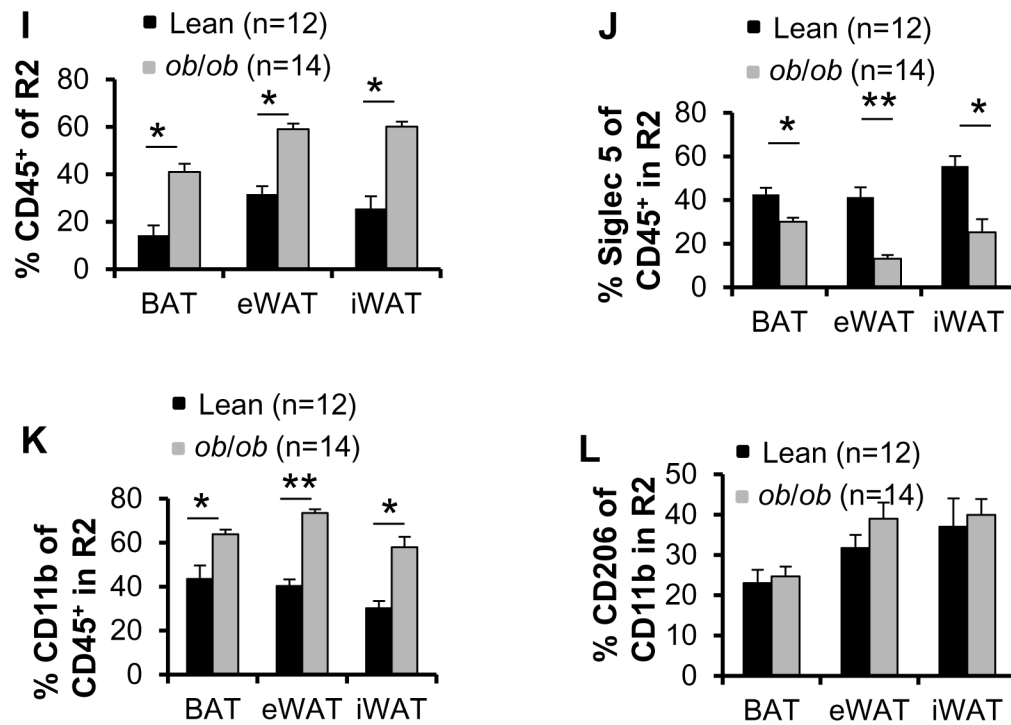 I
Lean (n=12)
ob/ob (n=14)
% CD45+ of R2
80
60
40
20
0
*
*
*
BAT eWAT iWAT
J
Lean (n=12)
ob/ob (n=14)
% Siglec 5 of
CD45+ in R2
80
60
40
20
0
*
**
*
BAT eWAT iWAT
K
Lean (n=12)
ob/ob (n=14)
% CD11b of
CD45+ in R2
80
60
40
20
0
*
**
*
BAT eWAT iWAT
L
Lean (n=12)
ob/ob (n=14)
% CD206 of
CD11b in R2
50
40
30
20
10
0
BAT eWAT iWAT